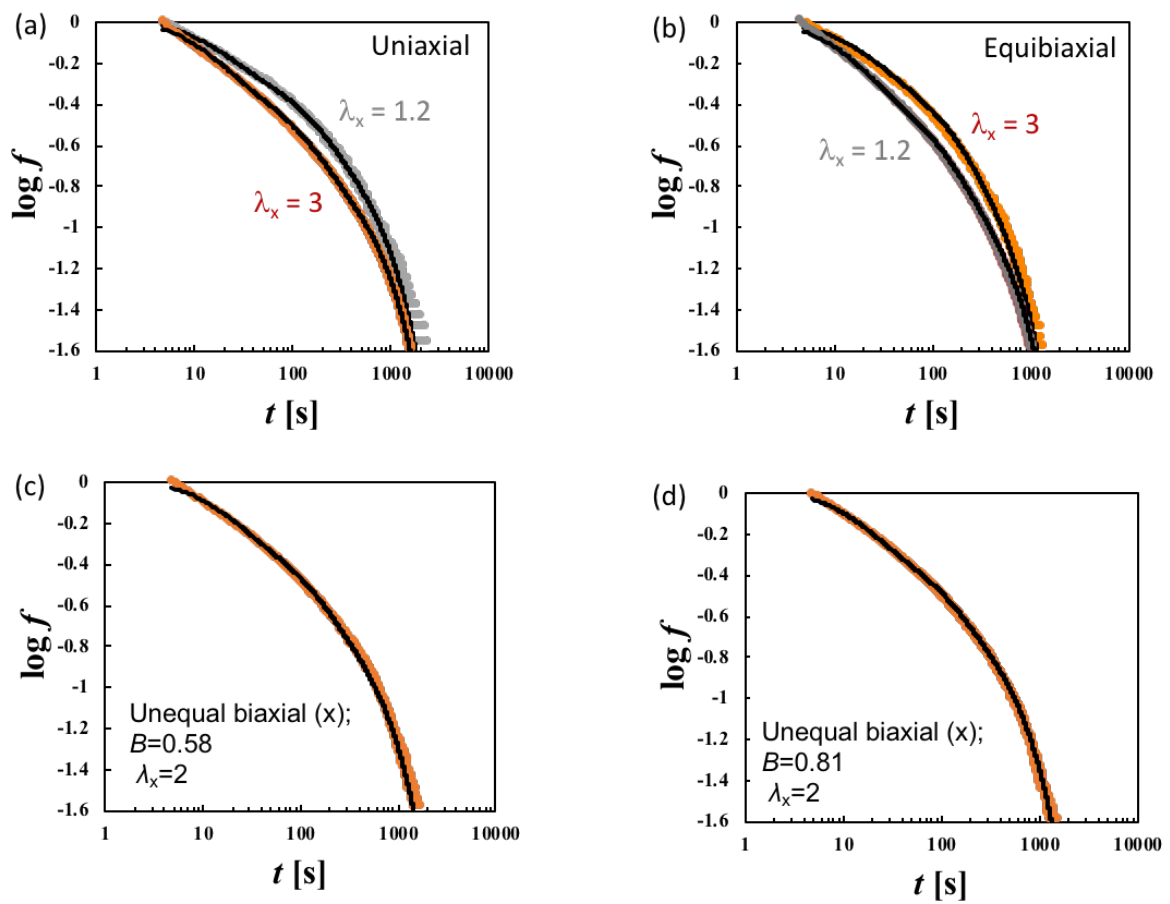 (a)
Uniaxial
0
-0.2
-0.4
-0.6
-0.8
-1
-1.2
-1.4
-1.6
log f
λx = 1.2
λx = 3
1 10 100 1000 10000
t [s]
(b)
Equibiaxial
0
-0.2
-0.4
-0.6
-0.8
-1
-1.2
-1.4
-1.6
log f
λx = 3
λx = 1.2
1 10 100 1000 10000
t [s]
(c)
0
-0.2
-0.4
-0.6
-0.8
-1
-1.2
-1.4
-1.6
log f
Unequal biaxial (x);
B=0.58
λx=2
1 10 100 1000 10000
t [s]
(d)
0
-0.2
-0.4
-0.6
-0.8
-1
-1.2
-1.4
-1.6
log f
Unequal biaxial (x);
B=0.81
λx=2
1 10 100 1000 10000
t [s]